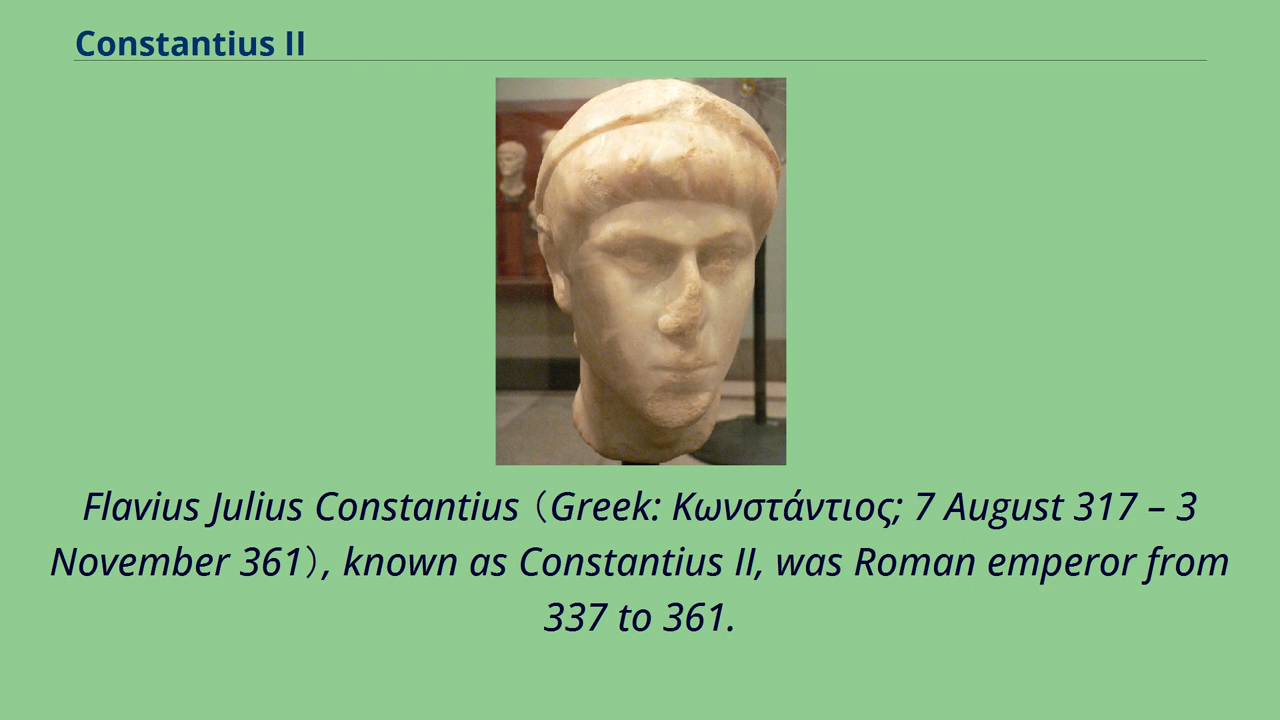 Constantius II
Flavius Julius Constantius （Greek: Κωνστάντιος; 7 August 317 – 3
November 361）, known as Constantius II, was Roman emperor from
337 to 361.